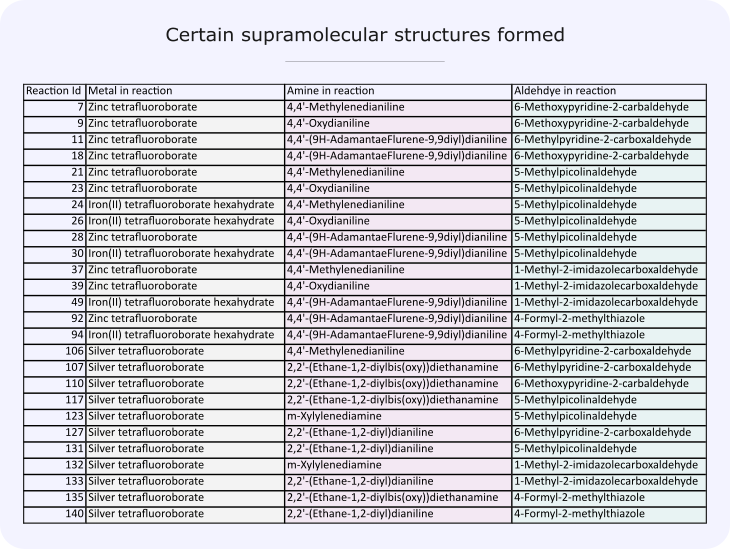 Certain supramolecular structures formed
Reaction Id Metal in reaction Amine in reaction Aldehdye in reaction
7 Zinc tetrafluoroborate 4,4'-Methylenedianiline 6-Methoxypyridine-2-carbaldehyde
9 Zinc tetrafluoroborate 4,4'-Oxydianiline 6-Methoxypyridine-2-carbaldehyde
11 Zinc tetrafluoroborate 4,4'-(9H-AdamantaeFlurene-9,9diyl)dianiline 6-Methylpyridine-2-carboxaldehyde
18 Zinc tetrafluoroborate 4,4'-(9H-AdamantaeFlurene-9,9diyl)dianiline 6-Methoxypyridine-2-carbaldehyde
21 Zinc tetrafluoroborate 4,4'-Methylenedianiline 5-Methylpicolinaldehyde
23 Zinc tetrafluoroborate 4,4'-Oxydianiline 5-Methylpicolinaldehyde
24 Iron(II) tetrafluoroborate hexahydrate 4,4'-Methylenedianiline 5-Methylpicolinaldehyde
26 Iron(II) tetrafluoroborate hexahydrate 4,4'-Oxydianiline 5-Methylpicolinaldehyde
28 Zinc tetrafluoroborate 4,4'-(9H-AdamantaeFlurene-9,9diyl)dianiline 5-Methylpicolinaldehyde
30 Iron(II) tetrafluoroborate hexahydrate 4,4'-(9H-AdamantaeFlurene-9,9diyl)dianiline 5-Methylpicolinaldehyde
37 Zinc tetrafluoroborate 4,4'-Methylenedianiline 1-Methyl-2-imidazolecarboxaldehyde
39 Zinc tetrafluoroborate 4,4'-Oxydianiline 1-Methyl-2-imidazolecarboxaldehyde
49 Iron(II) tetrafluoroborate hexahydrate 4,4'-(9H-AdamantaeFlurene-9,9diyl)dianiline 1-Methyl-2-imidazolecarboxaldehyde
92 Zinc tetrafluoroborate 4,4'-(9H-AdamantaeFlurene-9,9diyl)dianiline 4-Formyl-2-methylthiazole
94 Iron(II) tetrafluoroborate hexahydrate 4,4'-(9H-AdamantaeFlurene-9,9diyl)dianiline 4-Formyl-2-methylthiazole
106 Silver tetrafluoroborate 4,4'-Methylenedianiline 6-Methylpyridine-2-carboxaldehyde
107 Silver tetrafluoroborate 2,2'-(Ethane-1,2-diylbis(oxy))diethanamine 6-Methylpyridine-2-carboxaldehyde
110 Silver tetrafluoroborate 2,2'-(Ethane-1,2-diylbis(oxy))diethanamine 6-Methoxypyridine-2-carbaldehyde
117 Silver tetrafluoroborate 2,2'-(Ethane-1,2-diylbis(oxy))diethanamine 5-Methylpicolinaldehyde
123 Silver tetrafluoroborate m-Xylylenediamine 5-Methylpicolinaldehyde
127 Silver tetrafluoroborate 2,2'-(Ethane-1,2-diyl)dianiline 6-Methylpyridine-2-carboxaldehyde
131 Silver tetrafluoroborate 2,2'-(Ethane-1,2-diyl)dianiline 5-Methylpicolinaldehyde
132 Silver tetrafluoroborate m-Xylylenediamine 1-Methyl-2-imidazolecarboxaldehyde
133 Silver tetrafluoroborate 2,2'-(Ethane-1,2-diyl)dianiline 1-Methyl-2-imidazolecarboxaldehyde
135 Silver tetrafluoroborate 2,2'-(Ethane-1,2-diylbis(oxy))diethanamine 4-Formyl-2-methylthiazole
140 Silver tetrafluoroborate 2,2'-(Ethane-1,2-diyl)dianiline 4-Formyl-2-methylthiazole